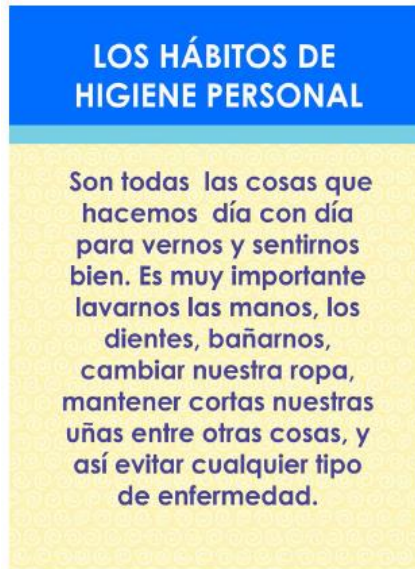 LOS HÁBITOS DE
HIGIENE PERSONAL
Son todas las cosas que
hacemos día con día
para vernos y sentirnos
bien. Es muy importante
lavarnos las manos, los
dientes, bañarnos,
cambiar nuestra ropa,
mantener cortas nuestras
uñas entre otras cosas, y
así evitar cualquier tipo
de enfermedad.